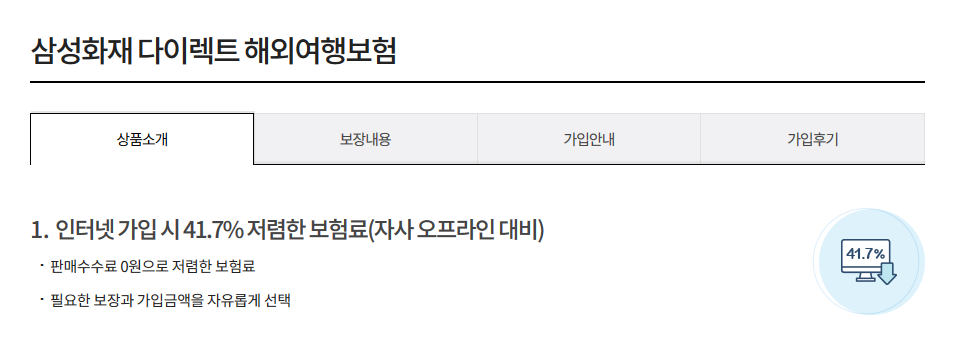 삼성화재 다이렉트 해외여행보험
상품소개
보장내용
가입안내
가입후기
1. 인터넷 가입 시 41.7% 저렴한 보험료(자사 오프라인 대비)
41.7%
· 판매수수료 0원으로 저렴한 보험료
· 필요한 보장과 가입금액을 자유롭게 선택